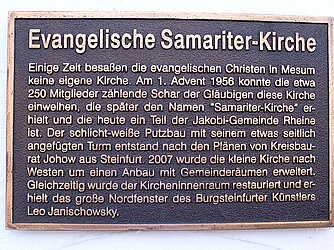 Evangelische Samariter-Kirche
Einige Zeit besaßen die evangelischen Christen in Mesum
keine eigene Kirche. Am 1. Advent 1956 konnte die etwa
250 Mitglieder zählende Schar der Gläubigen diese Kirche
einweihen, die später den Namen "Samariter-Kirche" er-
hielt und die heute ein Teil der Jakobi-Gemeinde Rheine
ist. Der schlicht-weiße Putzbau mit seinem etwas seitlich
angefügten Turm entstand nach den Plänen von Kreisbau-
rat Johow aus Steinfurt. 2007 wurde die kleine Kirche nach
Westen um einen Anbau mit Gemeinderäumen erweitert.
Gleichzeitig wurde der Kircheninnenraum restauriert und er-
hielt das große Nordfenster des Burgsteinfurter Künstlers
Leo Janischowsky.